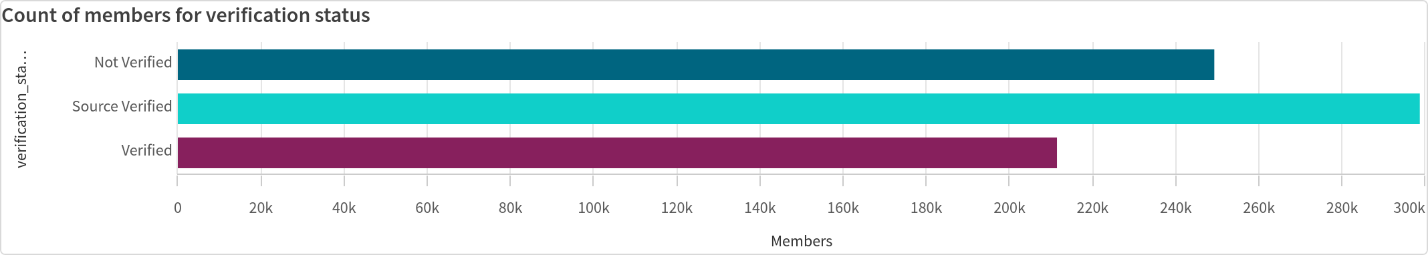 Count of members for verification status
verification_sta...
Not Verified
Source Verified
Verified
0 20k 40k 60k 80k 100k 120k 140k 160k 180k 200k 220k 240k 260k 280k 300k
Members